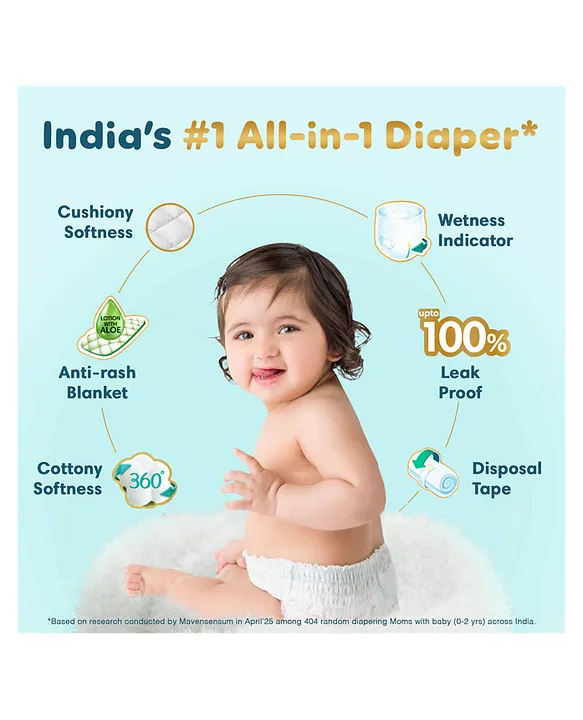 India's #1 All-in-1 Diaper*
Cushiony
Softness
Wetness
Indicator
LOTION
WITH
ALOE
Anti-rash
Blanket
upto
100%
Leak
Proof
Cottony
Softness
360°
Disposal
Tape
*Based on research conducted by Mavensensum in April'25 among 404 random diapering Moms with baby (0-2 yrs) across India.